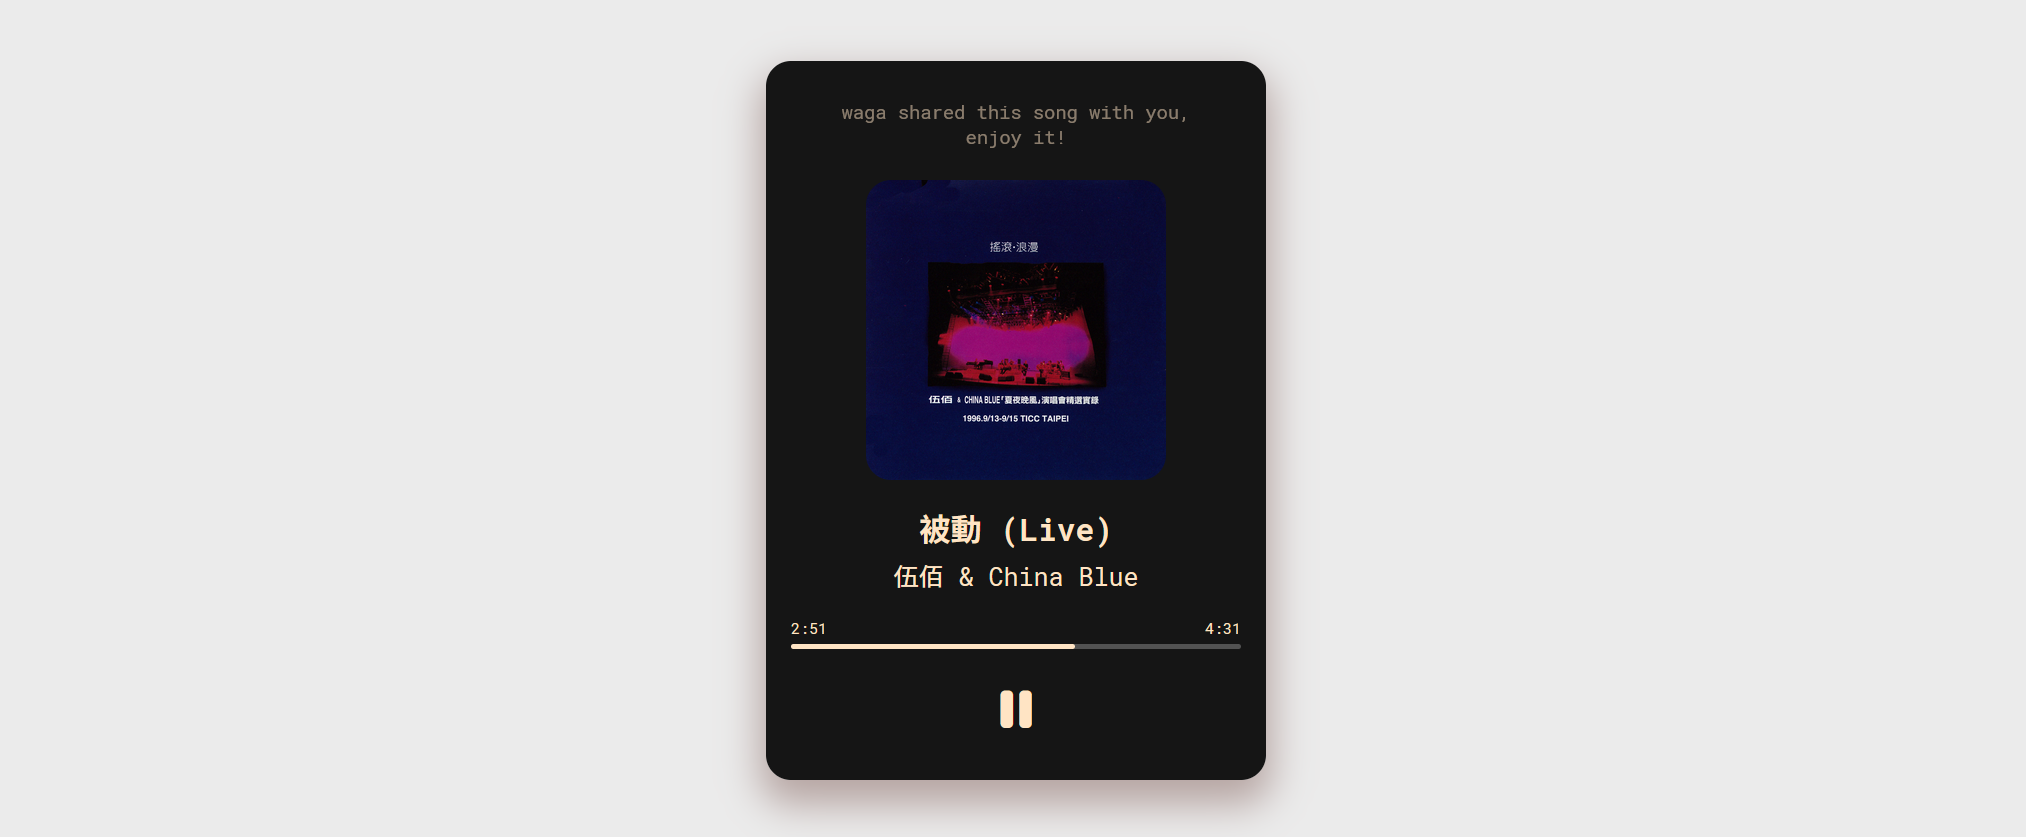 waga shared this song with you,
enjoy it!
搖滾·浪漫
伍佰 & CHINA BLUE「夏夜晚風」演唱會精選實錄
1996.9/13-9/15 TICC TAIPEI
被動 (Live)
伍佰 & China Blue
2:51 4:31